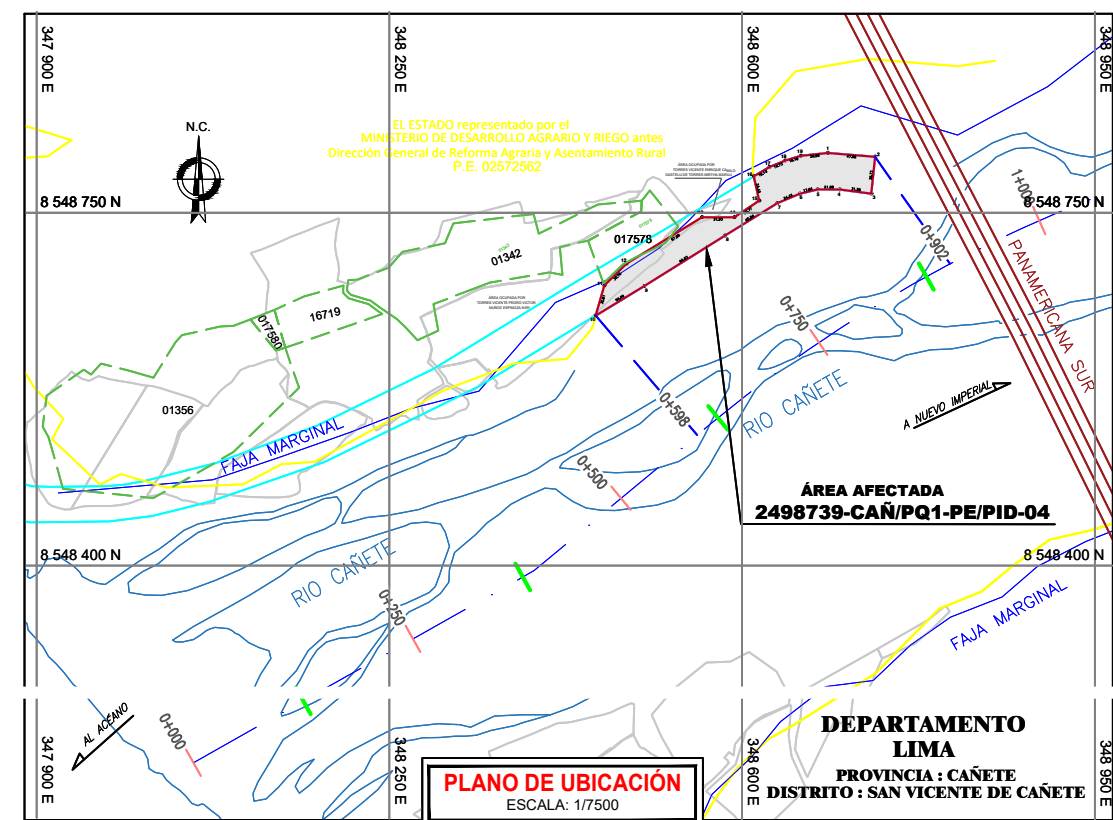 347 900 E
348 250 E
348 600 E
348 950 E
N.C.
EL ESTADO representado por el
MINISTERIO DE DESARROLLO AGRARIO Y RIEGO antes
Dirección General de Reforma Agraria y Asentamiento Rural
P.E. 02572562
8 548 750 N
8 548 750 N
1+000
0+902
PANAMERICANA SUR
017578
01342
16719
017580
01356
0+750
RIO CAÑETE
A NUEVO IMPERIAL
0+598
FAJA MARGINAL
0+500
ÁREA AFECTADA
2498739-CAÑ/PQ1-PE/PID-04
8 548 400 N
8 548 400 N
RIO CAÑETE
0+250
FAJA MARGINAL
AL ACÉANO
0+000
347 900 E
348 250 E
348 600 E
348 950 E
PLANO DE UBICACIÓN
ESCALA: 1/7500
DEPARTAMENTO
LIMA
PROVINCIA : CAÑETE
DISTRITO : SAN VICENTE DE CAÑETE